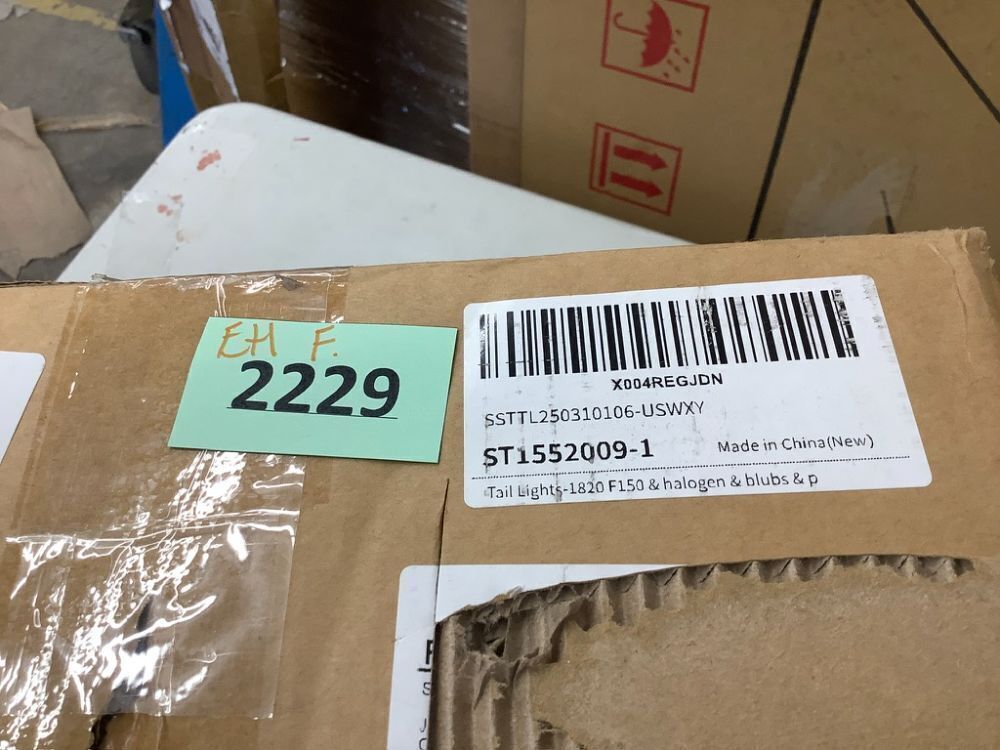 EH F.
2229
X004REGJDN
SSTTL250310106-USWXY
ST1552009-1
Made in China(New)
Tail Lights-1820 F150 & halogen & blubs & p